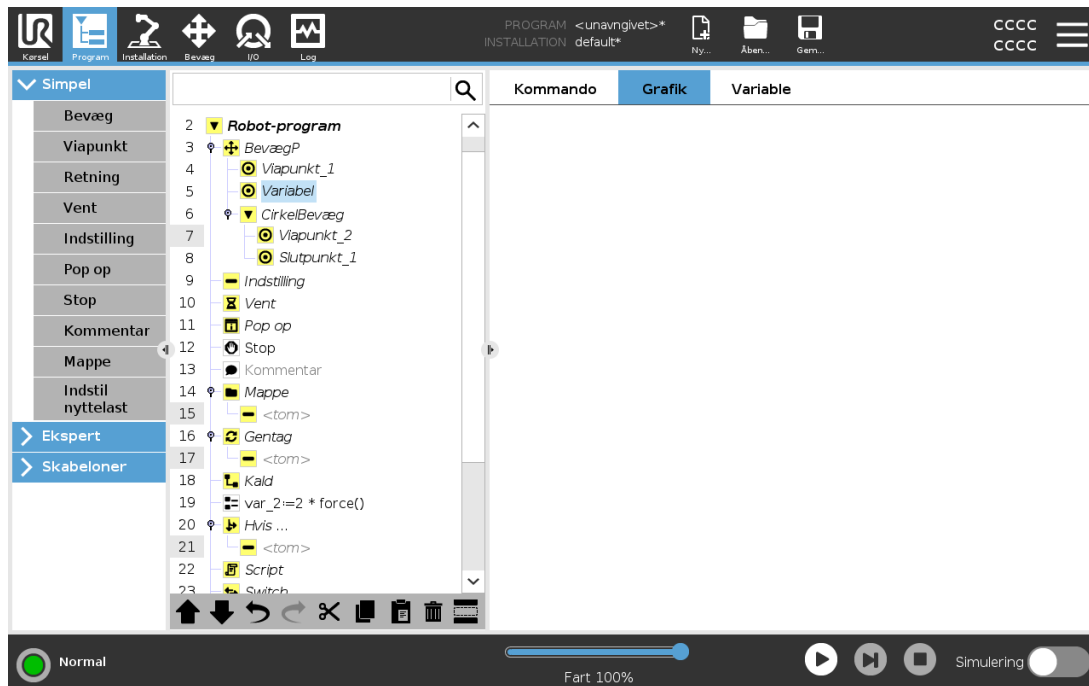 PROGRAM <unavngivet>*
INSTALLATION default*
CCCC
CCCC
Kørsel
Program
Installation
Bevæg
I/O
Log
Ny...
Åben...
Gem...
Simpel
Bevæg
Viapunkt
Retning
Vent
Indstilling
Pop op
Stop
Kommentar
Mappe
Indstil
nyttelast
Ekspert
Skabeloner
2 Robot-program
3 BevægP
4 Viapunkt_1
5 Variabel
6 CirkelBevæg
7 Viapunkt_2
8 Slutpunkt_1
9 Indstilling
10 Vent
11 Pop op
12 Stop
13 Kommentar
14 Mappe
15 <tom>
16 Gentag
17 <tom>
18 Kald
19 var_2:=2 * force()
20 Hvis ...
21 <tom>
22 Script
23 Switch
Kommando
Grafik
Variable
Normal
Fart 100%
Simulering